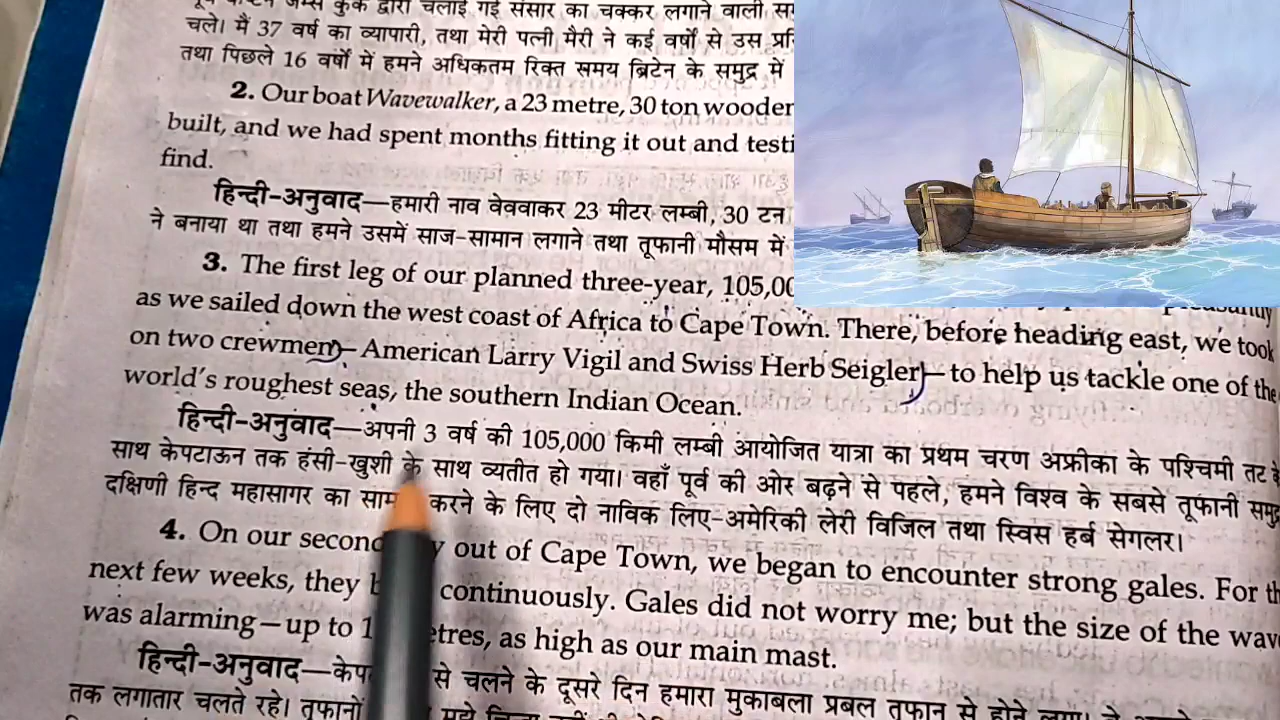 जेम्स कुक द्वारा चलाई गई संसार का चक्कर लगाने वाली
चले। मैं 37 वर्ष का व्यापारी, तथा मेरी पत्नी मैरी ने कई वर्षों से उस
तथा पिछले 16 वर्षों में हमने अधिकतम रिक्त समय ब्रिटेन के समुद्र में
2. Our boat Wavewalker, a 23 metre, 30 ton wooden
built, and we had spent months fitting it out and testi
find.
हिन्दी-अनुवाद—हमारी नाव वेववाकर 23 मीटर लम्बी, 30 टन
ने बनाया था तथा हमने उसमें साज-सामान लगाने तथा तूफानी मौसम में
3. The first leg of our planned three-year, 105,00
pleasantly
as we sailed down the west coast of Africa to Cape Town. There, before heading east, we took
on two crewmen— American Larry Vigil and Swiss Herb Seigler— to help us tackle one of the
world's roughest seas, the southern Indian Ocean.
हिन्दी-अनुवाद—अपनी 3 वर्ष की 105,000 किमी लम्बी आयोजित यात्रा का प्रथम चरण अफ्रीका के पश्चिमी तट के
साथ केपटाऊन तक हंसी-खुशी के साथ व्यतीत हो गया। वहाँ पूर्व की ओर बढ़ने से पहले, हमने विश्व के सबसे तूफानी समुद्र
दक्षिणी हिन्द महासागर का साम करने के लिए दो नाविक लिए-अमेरिकी लेरी विजिल तथा स्विस हर्ब सेगलर।
4. On our second y out of Cape Town, we began to encounter strong gales. For th
next few weeks, they b continuously. Gales did not worry me; but the size of the wav
was alarming—up to 1 etres, as high as our main mast.
हिन्दी-अनुवाद—केप से चलने के दूसरे दिन हमारा मुकाबला प्रबल तूफान से होने लगा।
तक लगातार चलते रहे। तूफानों मुझे